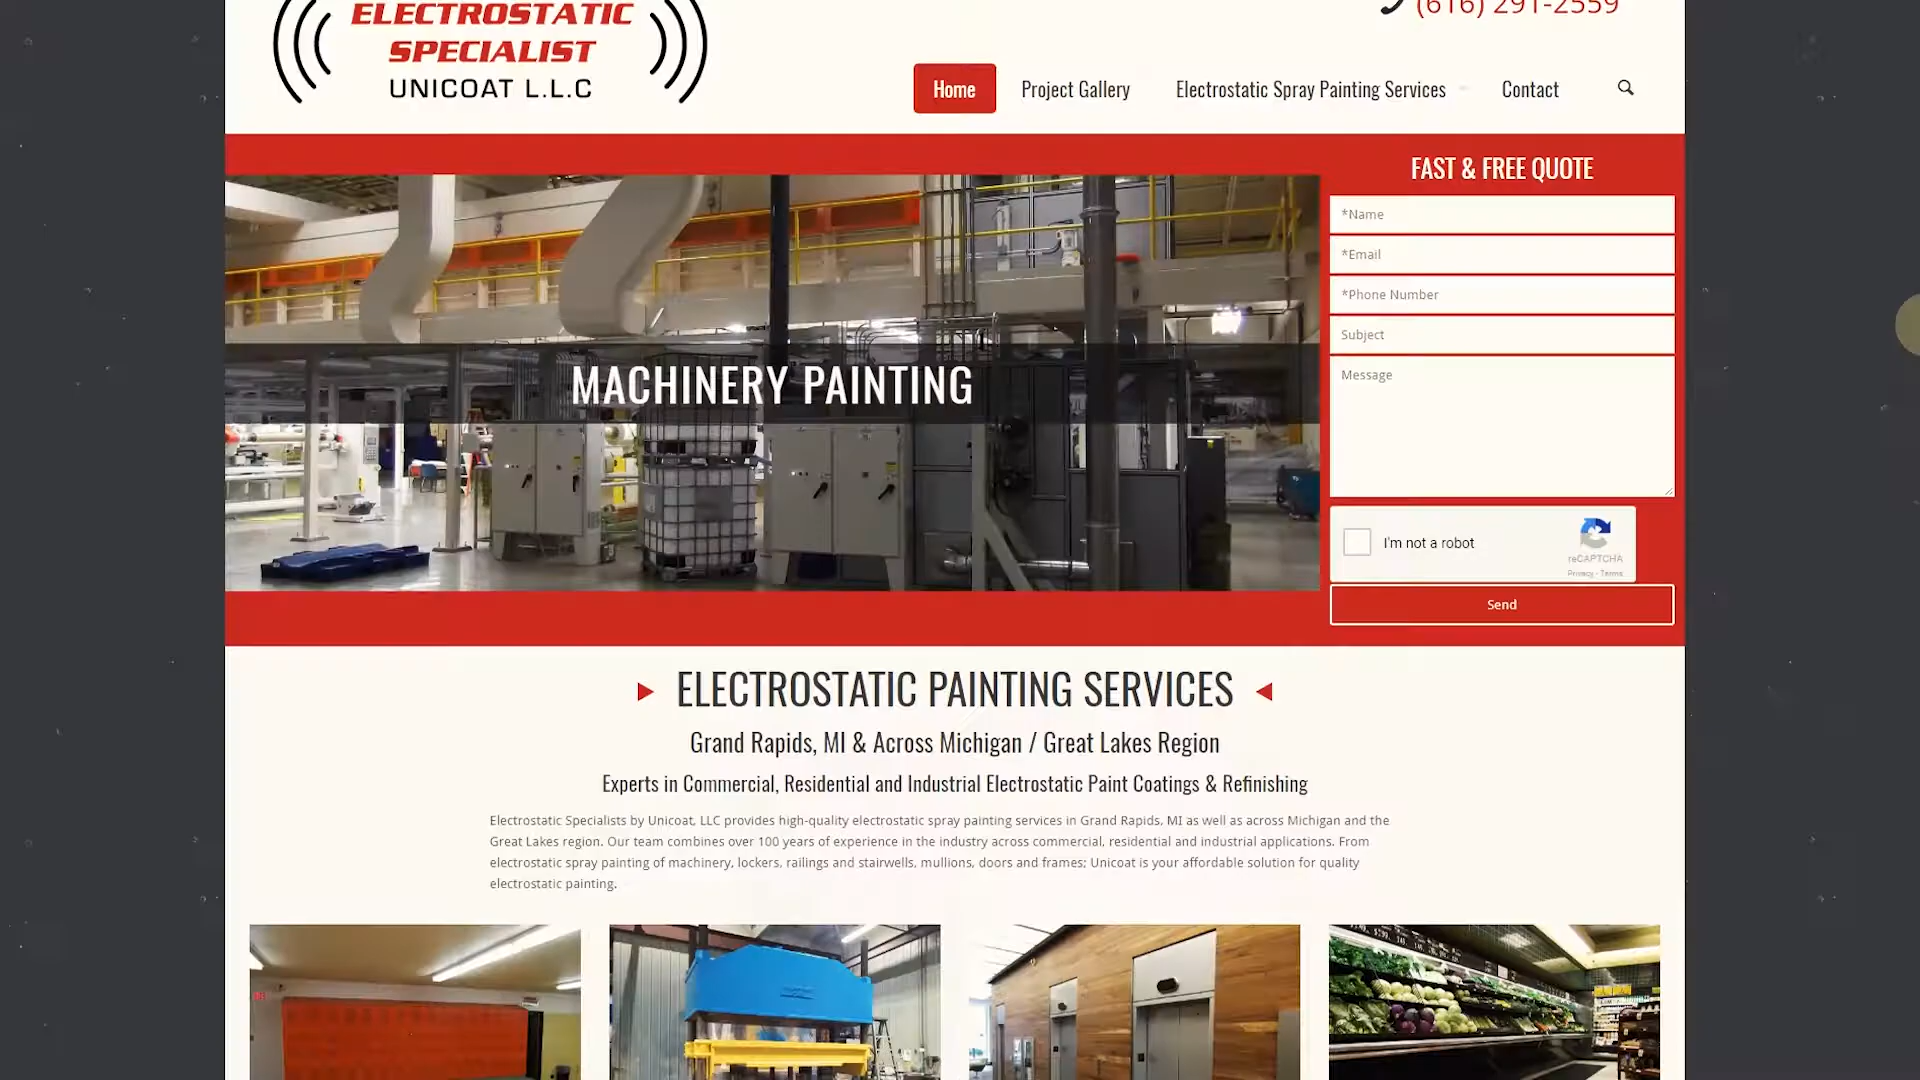 ELECTROSTATIC
SPECIALIST
UNICOAT L.L.C
(616) 291-2559
Home
Project Gallery
Electrostatic Spray Painting Services
Contact
MACHINERY PAINTING
FAST & FREE QUOTE
*Name
*Email
*Phone Number
Subject
Message
I'm not a robot
reCAPTCHA
Privacy - Terms
Send
ELECTROSTATIC PAINTING SERVICES
Grand Rapids, MI & Across Michigan / Great Lakes Region
Experts in Commercial, Residential and Industrial Electrostatic Paint Coatings & Refinishing
Electrostatic Specialists by Unicoat, LLC provides high-quality electrostatic spray painting services in Grand Rapids, MI as well as across Michigan and the
Great Lakes region. Our team combines over 100 years of experience in the industry across commercial, residential and industrial applications. From
electrostatic spray painting of machinery, lockers, railings and stairwells, mullions, doors and frames; Unicoat is your affordable solution for quality
electrostatic painting.